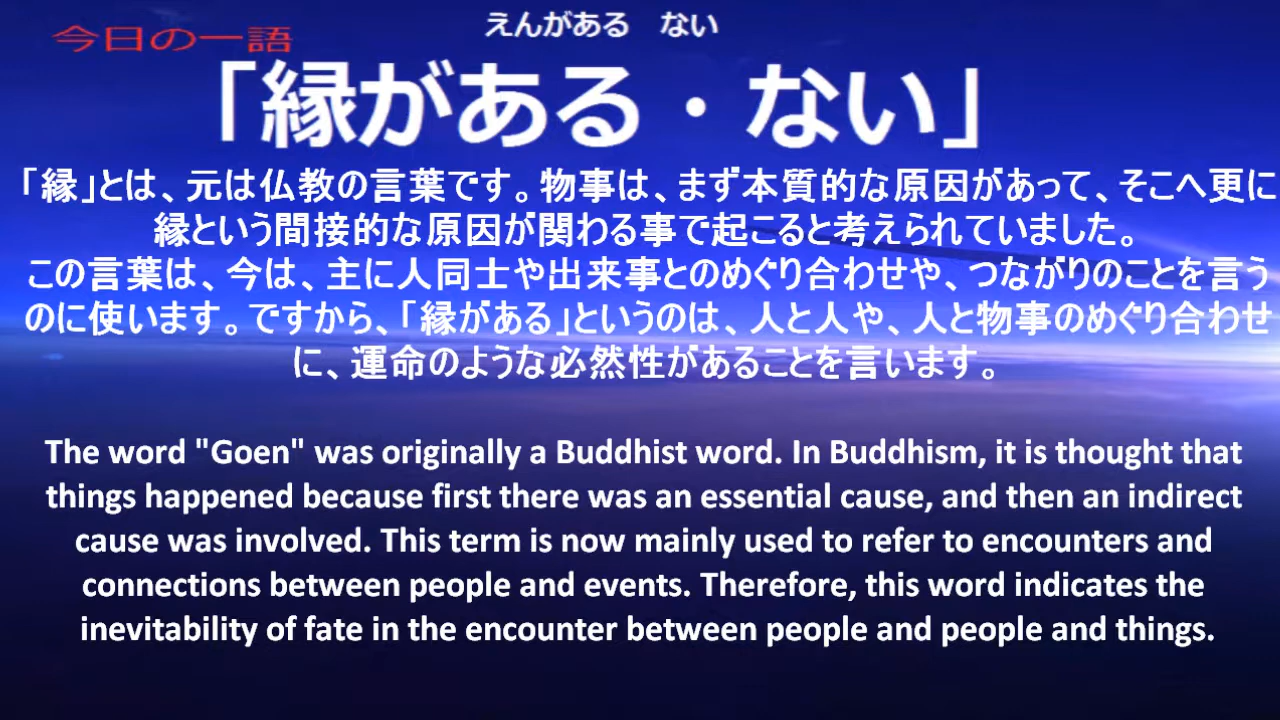 えんがある ない
今日の一語
「縁がある・ない」
「縁」とは、元は仏教の言葉です。物事は、まず本質的な原因があって、そこへ更に
縁という間接的な原因が関わる事で起こると考えられていました。
この言葉は、今は、主に人同士や出来事とのめぐり合わせや、つながりのことを言う
のに使います。ですから、「縁がある」というのは、人と人や、人と物事のめぐり合わせ
に、運命のような必然性があることを言います。
The word "Goen" was originally a Buddhist word. In Buddhism, it is thought that
things happened because first there was an essential cause, and then an indirect
cause was involved. This term is now mainly used to refer to encounters and
connections between people and events. Therefore, this word indicates the
inevitability of fate in the encounter between people and people and things.